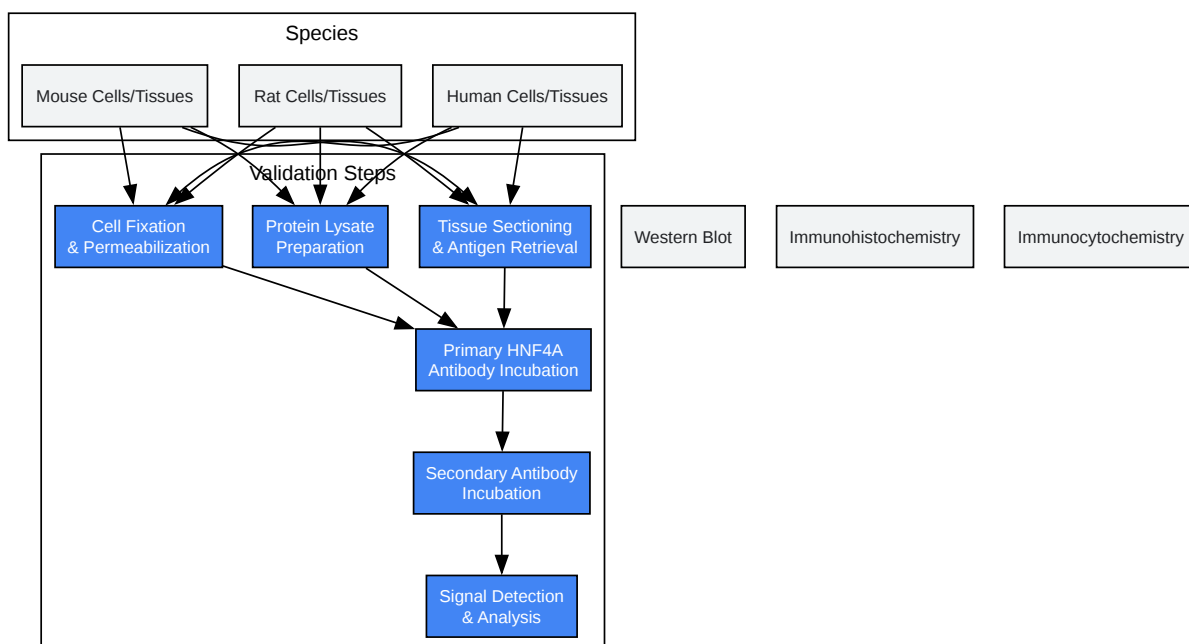 Species
Mouse Cells/Tissues
Rat Cells/Tissues
Human Cells/Tissues
Validation Steps
Cell Fixation
& Permeabilization
Protein Lysate
Preparation
Tissue Sectioning
& Antigen Retrieval
Western Blot
Immunohistochemistry
Immunocytochemistry
Primary HNF4A
Antibody Incubation
Secondary Antibody
Incubation
Signal Detection
& Analysis